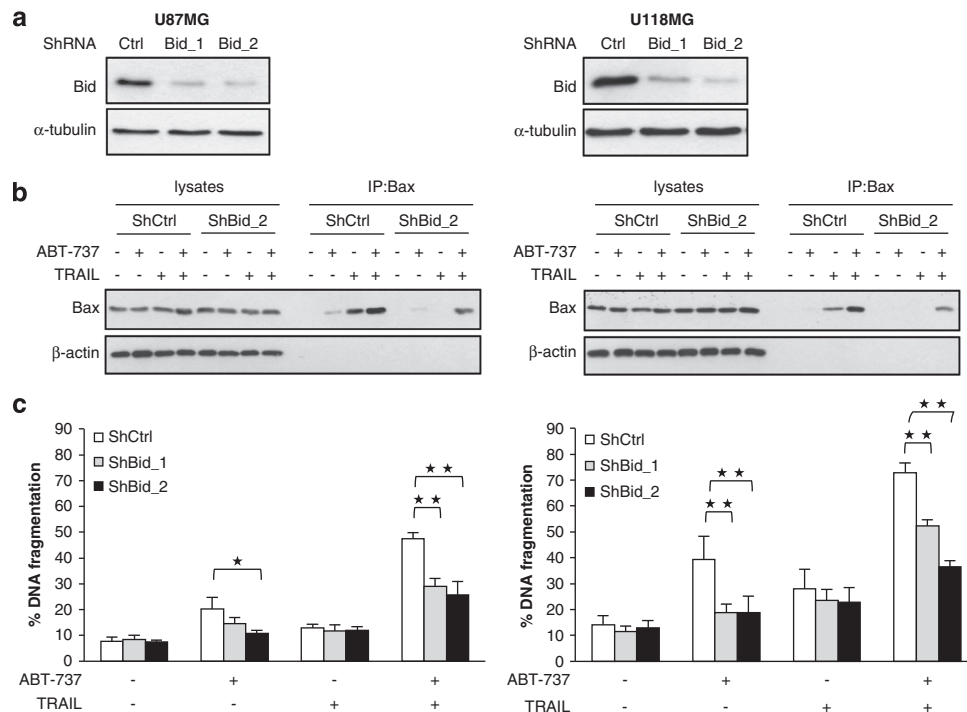 a
U87MG
U118MG
ShRNA Ctrl Bid_1 Bid_2
ShRNA Ctrl Bid_1 Bid_2
Bid
Bid
α-tubulin
α-tubulin
b
lysates IP:Bax
lysates IP:Bax
ShCtrl ShBid_2 ShCtrl ShBid_2
ShCtrl ShBid_2 ShCtrl ShBid_2
ABT-737 - + - + - + - + - + - + - + - +
ABT-737 - + - + - + - + - + - + - + - +
TRAIL - - + + - - + + - - + + - - + +
TRAIL - - + + - - + + - - + + - - + +
Bax
Bax
β-actin
β-actin
c
% DNA fragmentation
90
80
70
60
50
40
30
20
10
0
ShCtrl
ShBid_1
ShBid_2
★
★ ★
★ ★
ABT-737 - + - +
TRAIL - - + +
% DNA fragmentation
90
80
70
60
50
40
30
20
10
0
ShCtrl
ShBid_1
ShBid_2
★ ★
★ ★
★ ★
★ ★
ABT-737 - + - +
TRAIL - - + +